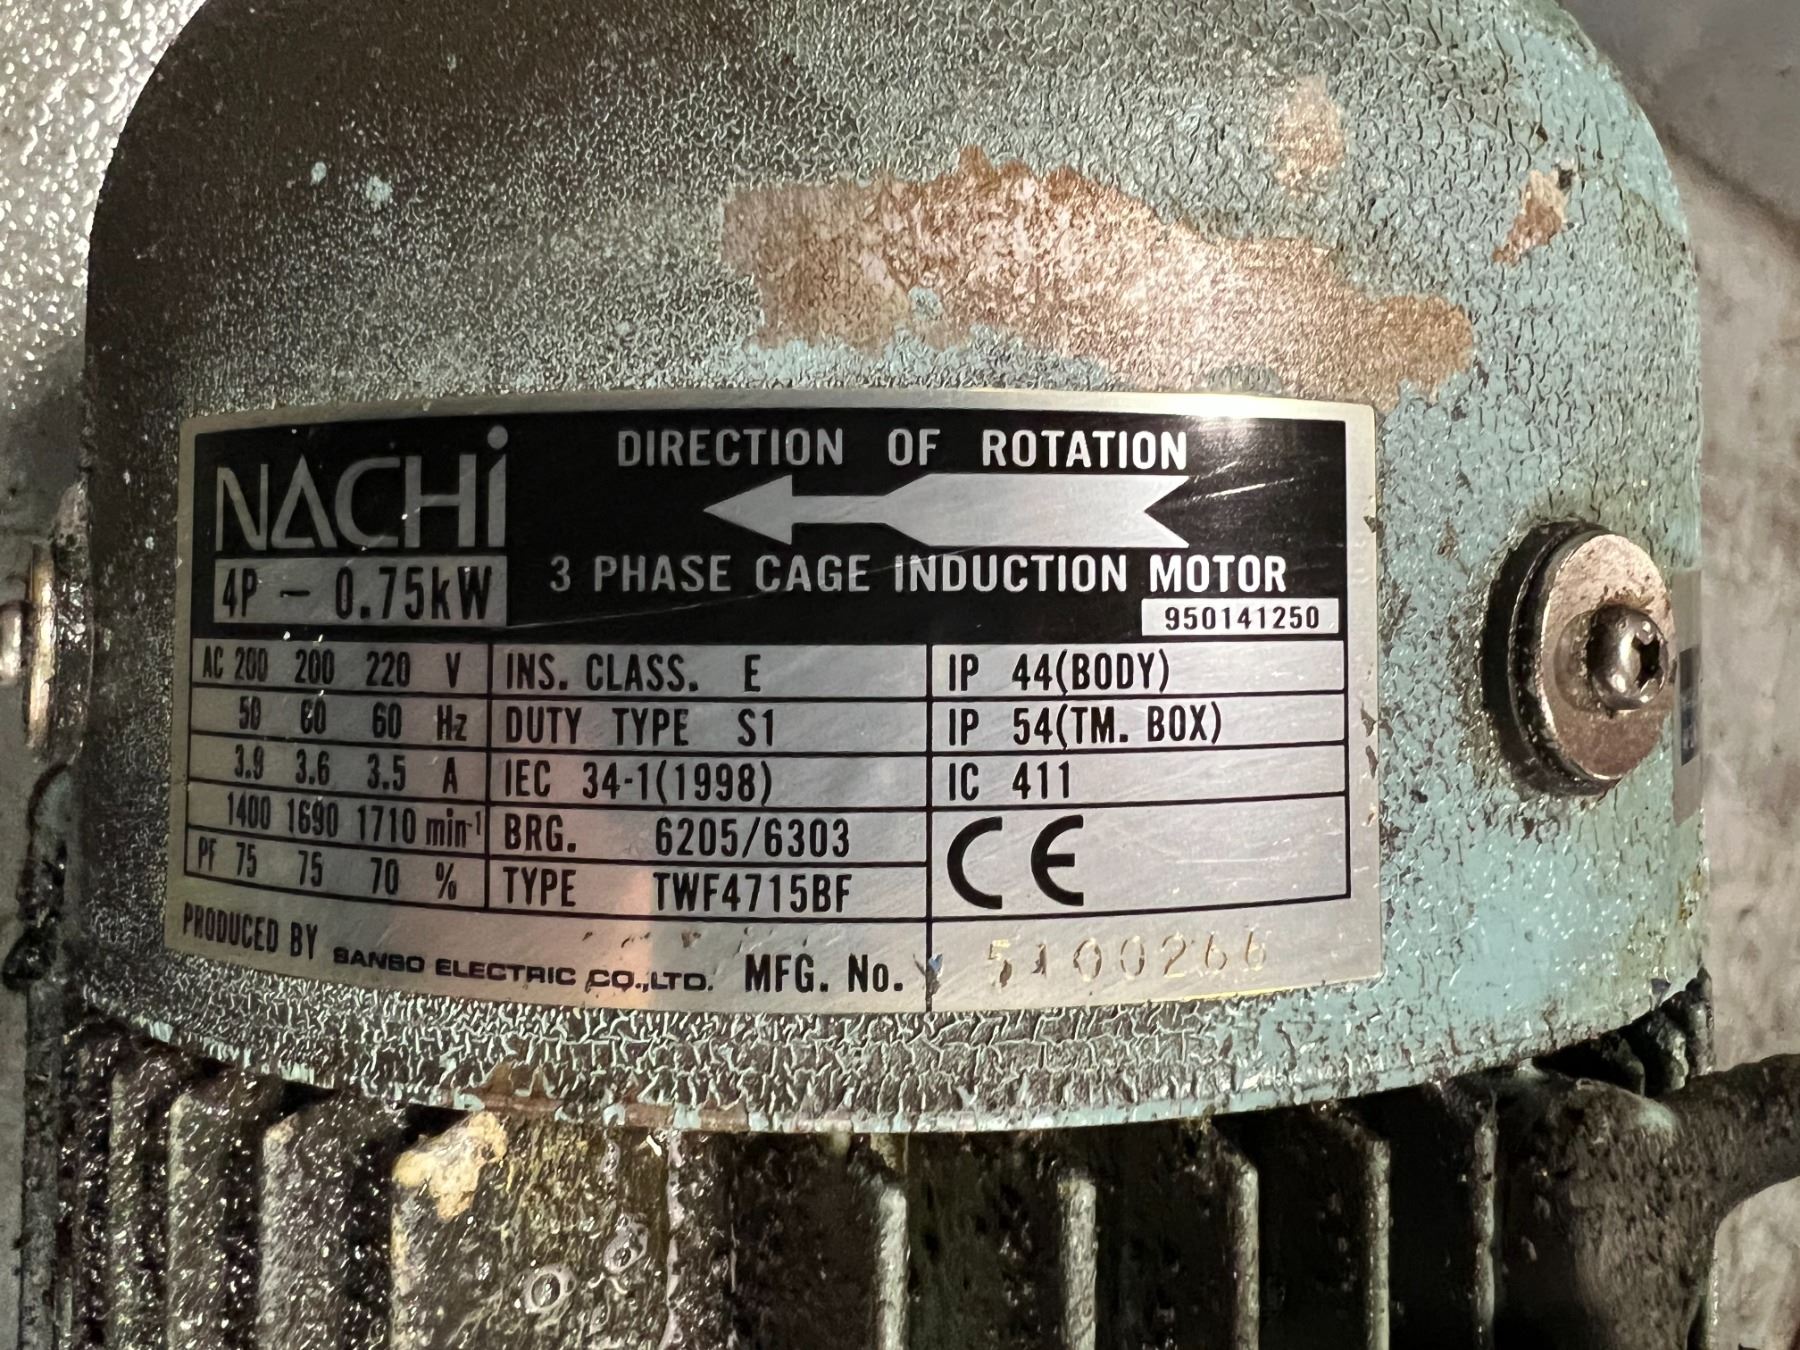 NACHi
DIRECTION OF ROTATION
4P - 0.75kW
3 PHASE CAGE INDUCTION MOTOR
950141250
AC 200 200 220 V
50 60 60 Hz
3.9 3.6 3.5 A
1400 1690 1710 min-1
PF 75 75 70 %
INS. CLASS. E
DUTY TYPE S1
IEC 34-1(1998)
BRG. 6205/6303
TYPE TWF4715BF
IP 44(BODY)
IP 54(TM. BOX)
IC 411
CE
PRODUCED BY SANBO ELECTRIC CO.,LTD. MFG. No. 5100266